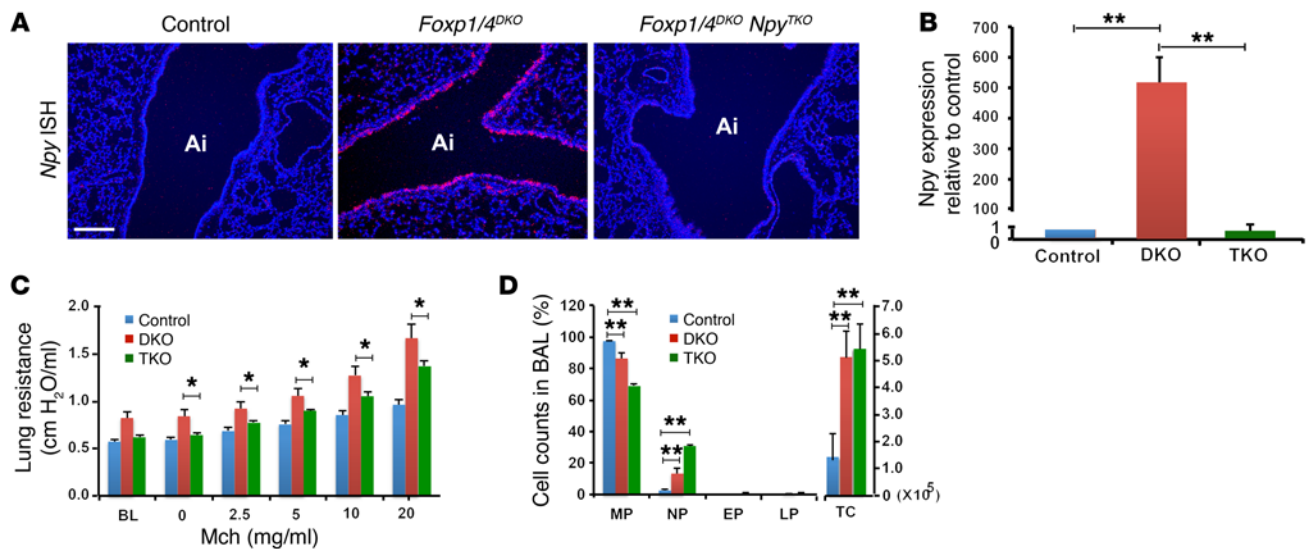 A
Control
Foxp1/4DKO
Foxp1/4DKO NpyTKO
Npy ISH
Ai
Ai
Ai
B
Npy expression
relative to control
700
600
500
400
300
200
100
1
0
**
**
Control
DKO
TKO
C
Lung resistance
(cm H2O/ml)
2.0
1.5
1.0
0.5
0.0
Control
DKO
TKO
*
*
*
*
*
BL
0
2.5
5
10
20
Mch (mg/ml)
D
Cell counts in BAL (%)
120
100
80
60
40
20
0
**
**
**
**
Control
DKO
TKO
**
**
7.0
6.0
5.0
4.0
3.0
2.0
1.0
0 (X10^5)
MP
NP
EP
LP
TC